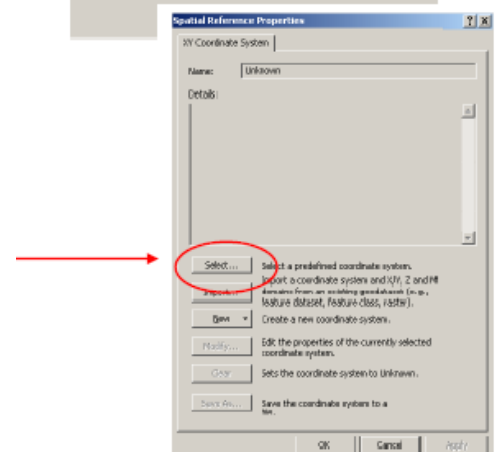 Spatial Reference Properties
XY Coordinate System
Name: Unknown
Details:
Select... Select a predefined coordinate system.
Import... Import a coordinate system and X/Y, Z and M
domains from an existing geodataset (e.g.,
feature dataset, feature class, raster).
New Create a new coordinate system.
Modify... Edit the properties of the currently selected
coordinate system.
Clear Sets the coordinate system to Unknown.
Save As... Save the coordinate system to a
file.
OK Cancel Apply